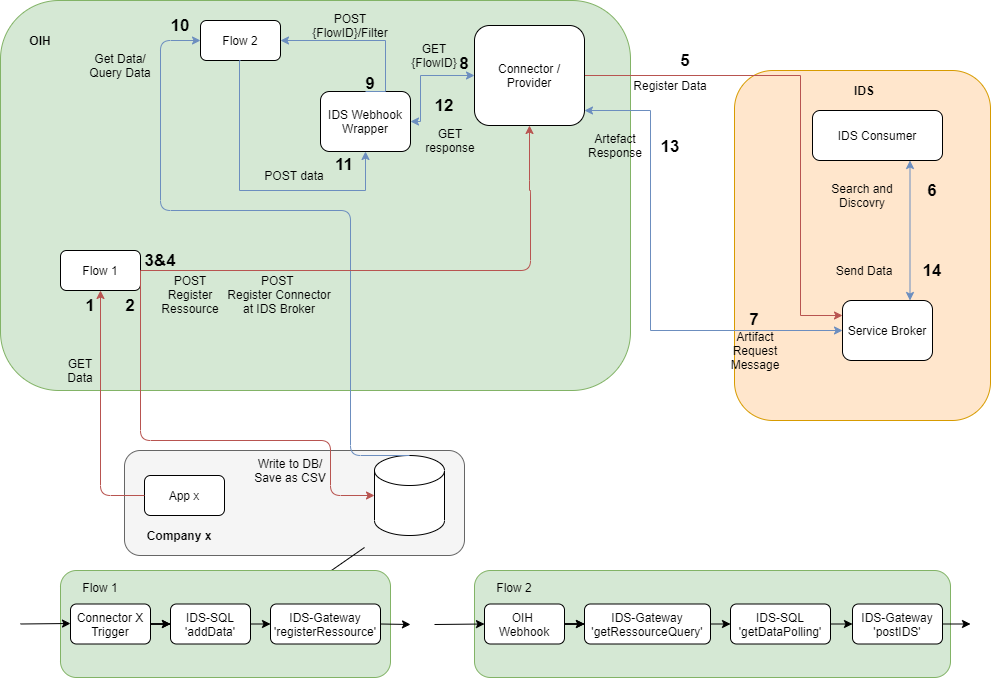 OIH
10
Flow 2
POST
{FlowID}/Filter
Get Data/
Query Data
9
IDS Webhook
Wrapper
GET
{FlowID}
8
12
GET
response
11
POST data
Connector /
Provider
5
Register Data
Artefact
Response
13
IDS
IDS Consumer
Search and
Discovry
6
Send Data
14
Service Broker
7
Artifact
Request
Message
Flow 1
1
2
3&4
POST
Register
Ressource
POST
Register Connector
at IDS Broker
GET
Data
Write to DB/
Save as CSV
App x
Company x
Flow 1
Connector X
Trigger
IDS-SQL
'addData'
IDS-Gateway
'registerRessource'
Flow 2
OIH
Webhook
IDS-Gateway
'getRessourceQuery'
IDS-SQL
'getDataPolling'
IDS-Gateway
'postIDS'